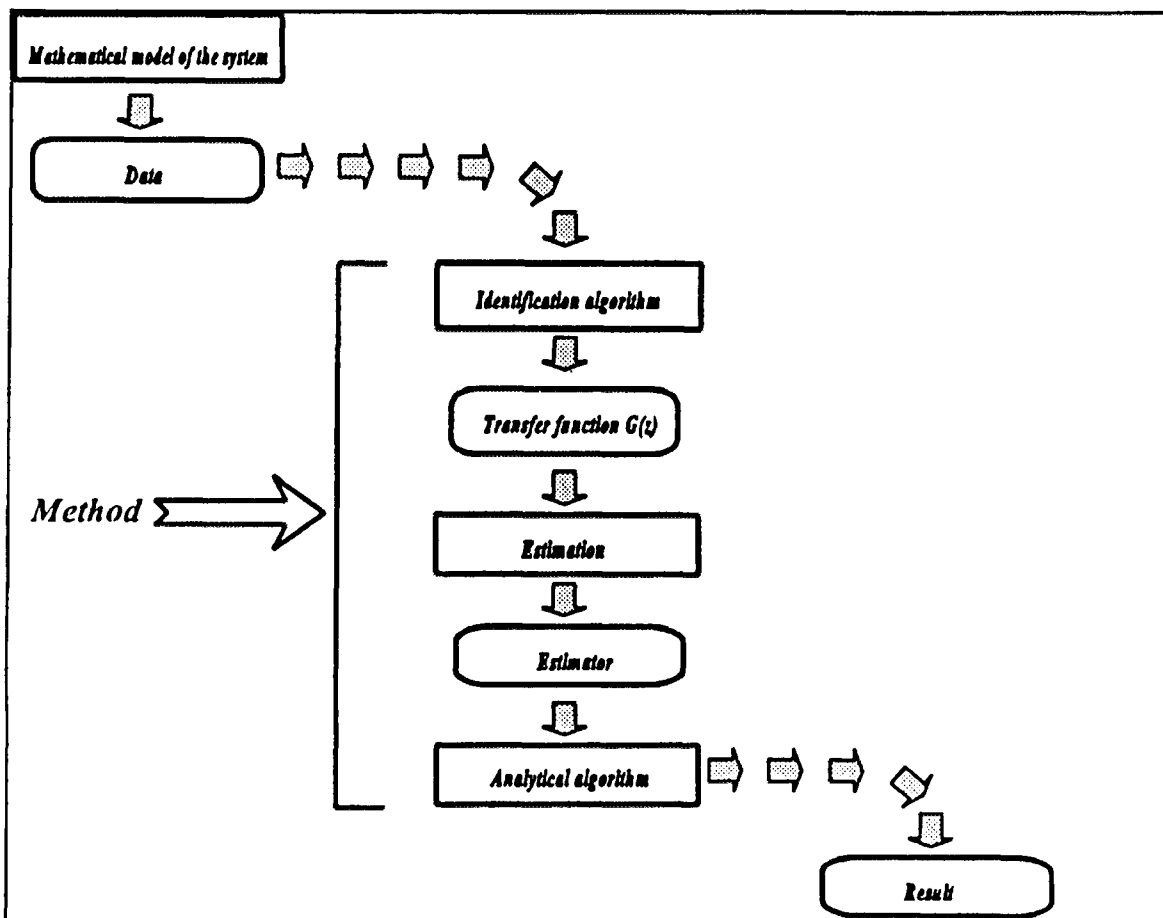 Mathematical model of the system
Data
Identification algorithm
Transfer function G(z)
Method
Estimation
Estimator
Analytical algorithm
Result